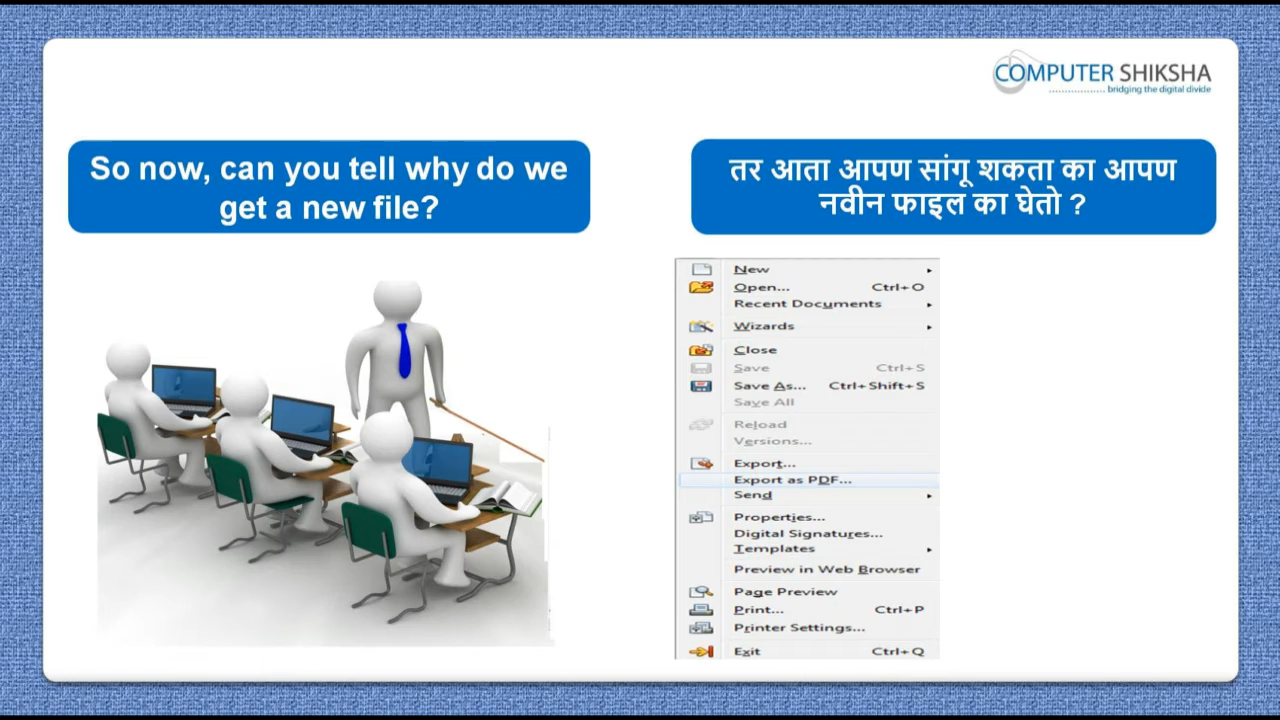 COMPUTER SHIKSHA
bridging the digital divide
So now, can you tell why do we
get a new file?
तर आता आपण सांगू शकता का आपण
नवीन फाइल का घेतो ?
New
Open... Ctrl+O
Recent Documents
Wizards
Close
Save Ctrl+S
Save As... Ctrl+Shift+S
Save All
Reload
Versions...
Export...
Export as PDF...
Send
Properties...
Digital Signatures...
Templates
Preview in Web Browser
Page Preview
Print... Ctrl+P
Printer Settings...
Exit Ctrl+Q